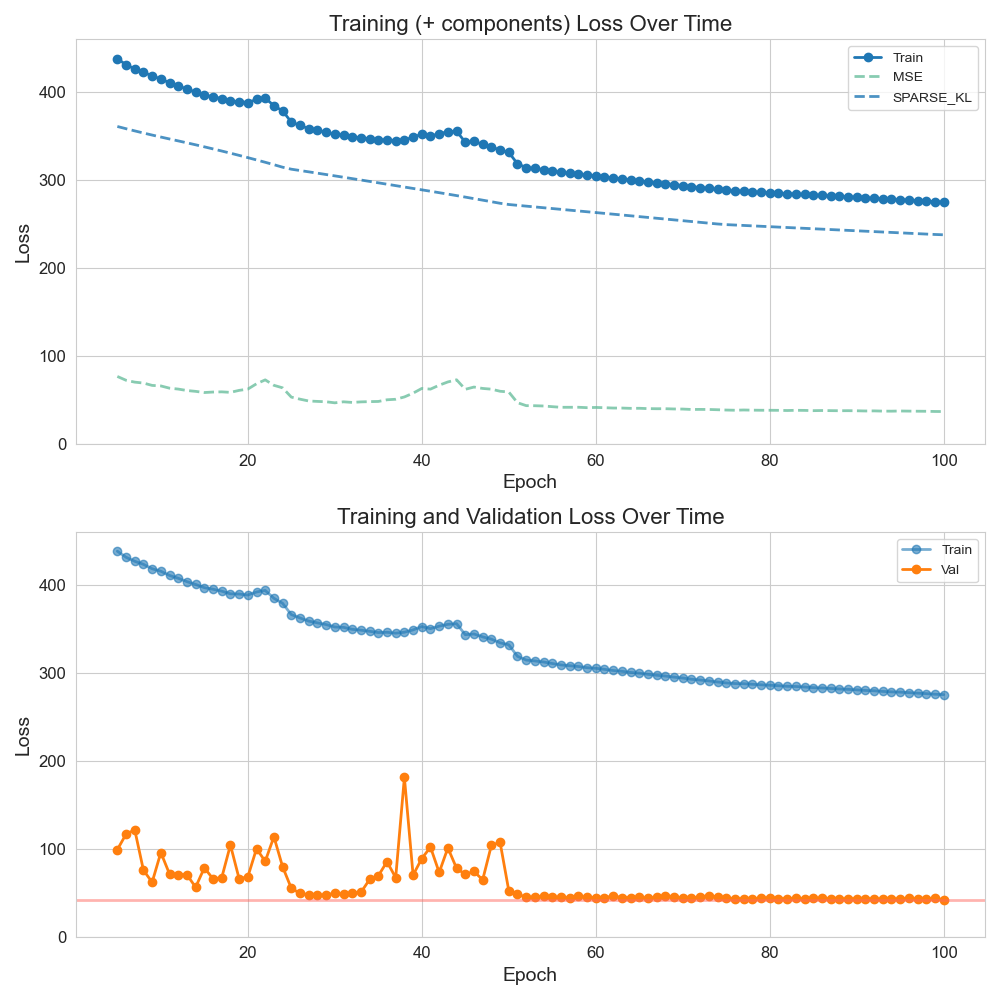 Training (+ components) Loss Over Time
Train
MSE
SPARSE_KL
Loss
400
300
200
100
0
20 40 60 80 100
Epoch
Training and Validation Loss Over Time
Train
Val
Loss
400
300
200
100
0
20 40 60 80 100
Epoch